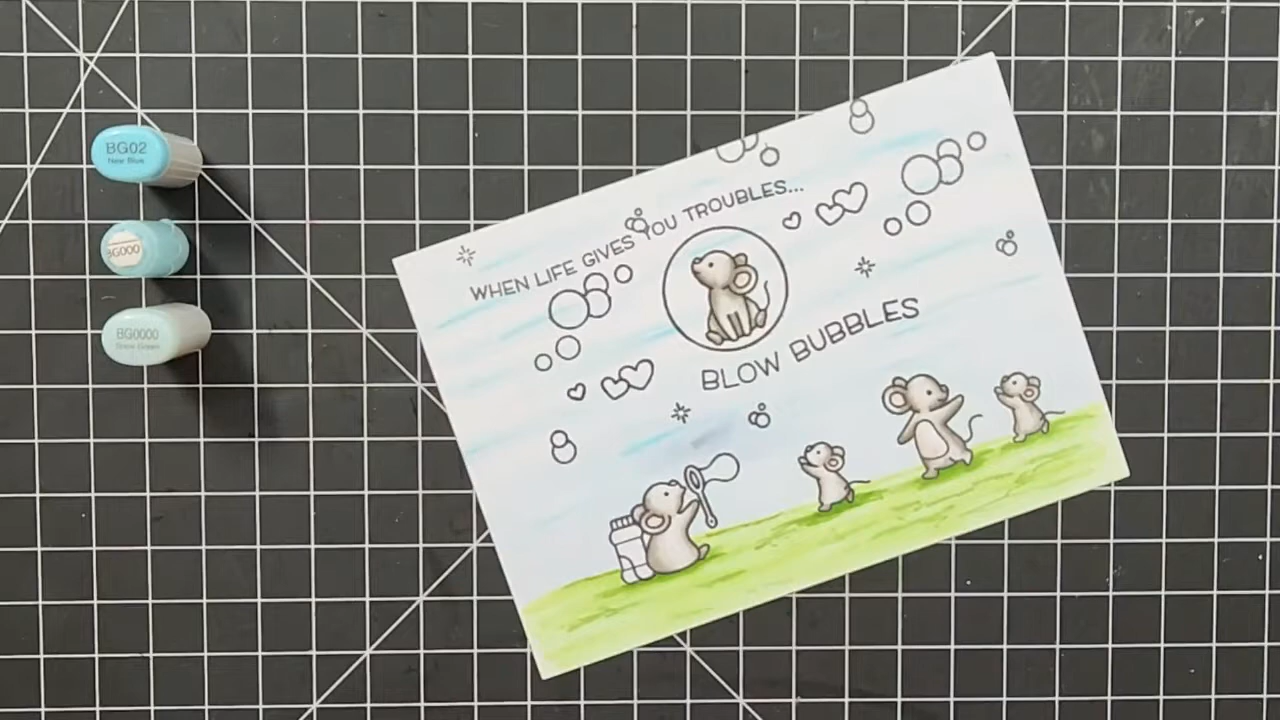 BG02
New Blue
BG000
BG0000
Snow Green
WHEN LIFE GIVES YOU TROUBLES...
BLOW BUBBLES